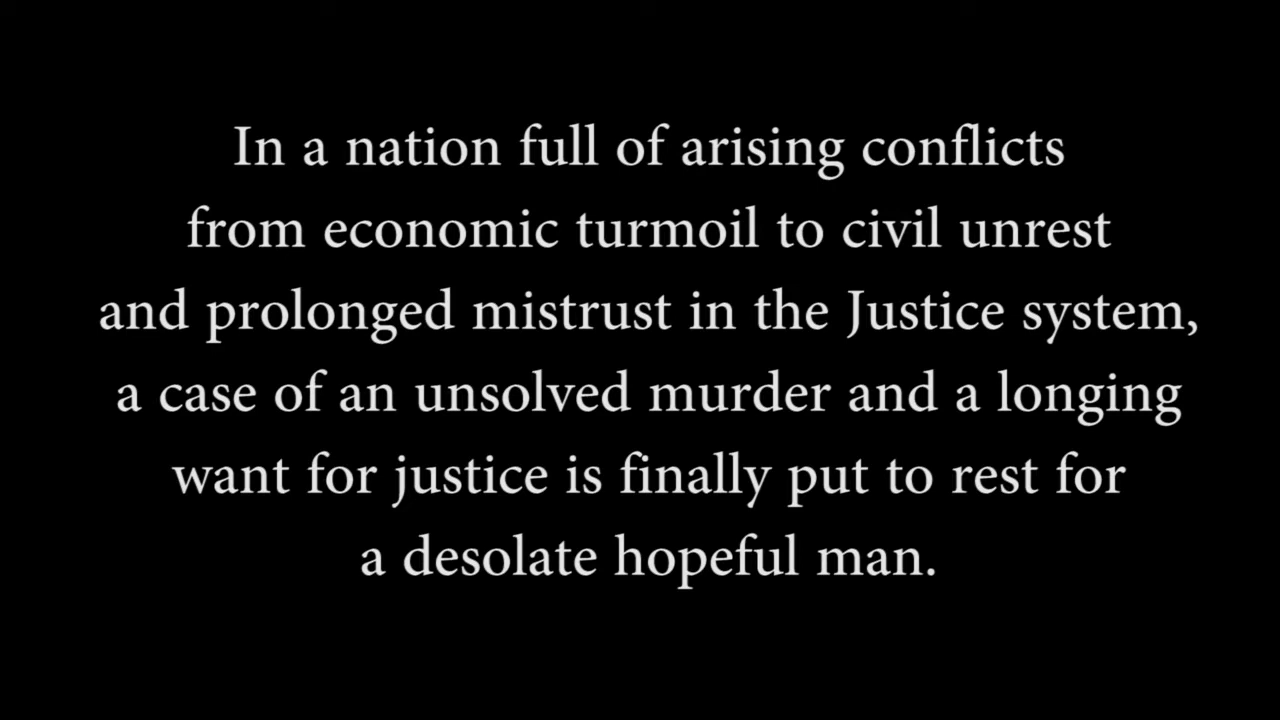 In a nation full of arising conflicts
from economic turmoil to civil unrest
and prolonged mistrust in the Justice system,
a case of an unsolved murder and a longing
want for justice is finally put to rest for
a desolate hopeful man.